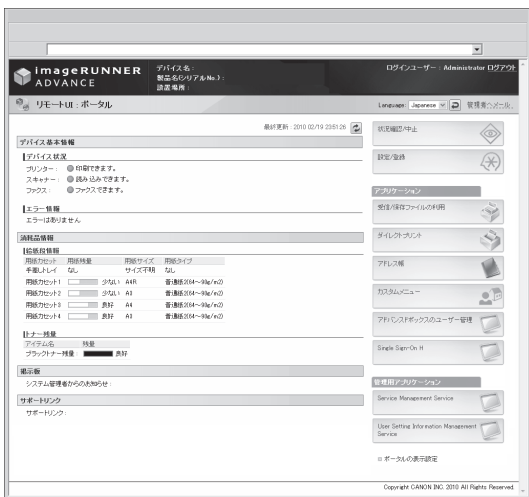 imageRUNNER
ADVANCE
デバイス名:
製品名(シリアルNo.):
設置場所:
ログインユーザー: Administrator ログアウト
リモートUI:ポータル
Language: Japanese
管理者へメール
最終更新: 2010 02/19 23:51:26
デバイス基本情報
デバイス状況
プリンター: 印刷できます。
スキャナー: 読み込みできます。
ファクス: ファクスできます。
エラー情報
エラーはありません
消耗品情報
給紙段情報
用紙カセット 用紙残量 用紙サイズ 用紙タイプ
手差しトレイ なし サイズ不明 なし
用紙カセット1 少ない A4R 普通紙2(64~90g/m2)
用紙カセット2 少ない A3 普通紙2(64~90g/m2)
用紙カセット3 良好 A4 普通紙2(64~90g/m2)
用紙カセット4 良好 A3 普通紙2(64~90g/m2)
トナー残量
アイテム名 残量
ブラックトナー残量: 良好
掲示板
システム管理者からのお知らせ:
サポートリンク
サポートリンク:
状況確認/中止
設定/登録
アプリケーション
受信/保存ファイルの利用
ダイレクトプリント
アドレス帳
カスタムメニュー
アドバンスドボックスのユーザー管理
Single Sign-On H
管理用アプリケーション
Service Management Service
User Setting Information Management
Service
ポータルの表示設定
Copyright CANON INC. 2010 All Rights Reserved